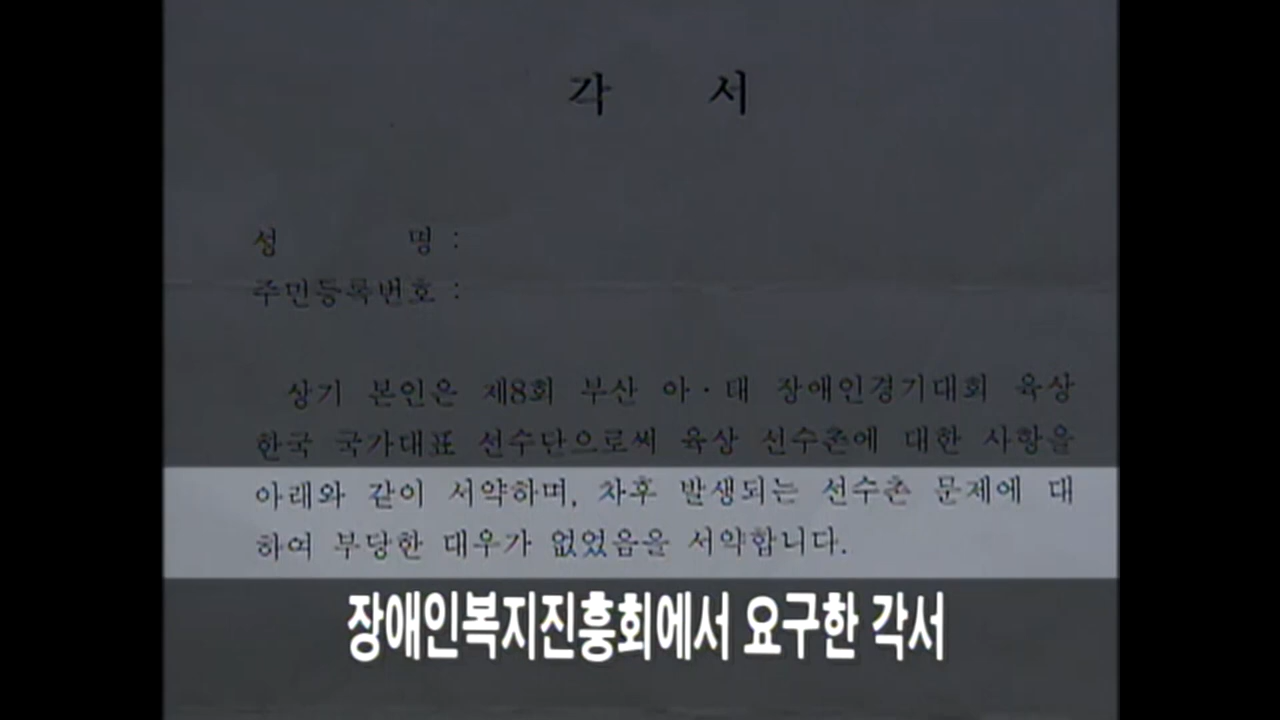 각 서
성 명 :
주민등록번호 :
상기 본인은 제8회 부산 아·대 장애인경기대회 육상
한국 국가대표 선수단으로써 육상 선수촌에 대한 사항을
아래와 같이 서약하며, 차후 발생되는 선수촌 문제에 대
하여 부당한 대우가 없었음을 서약합니다.
장애인복지진흥회에서 요구한 각서